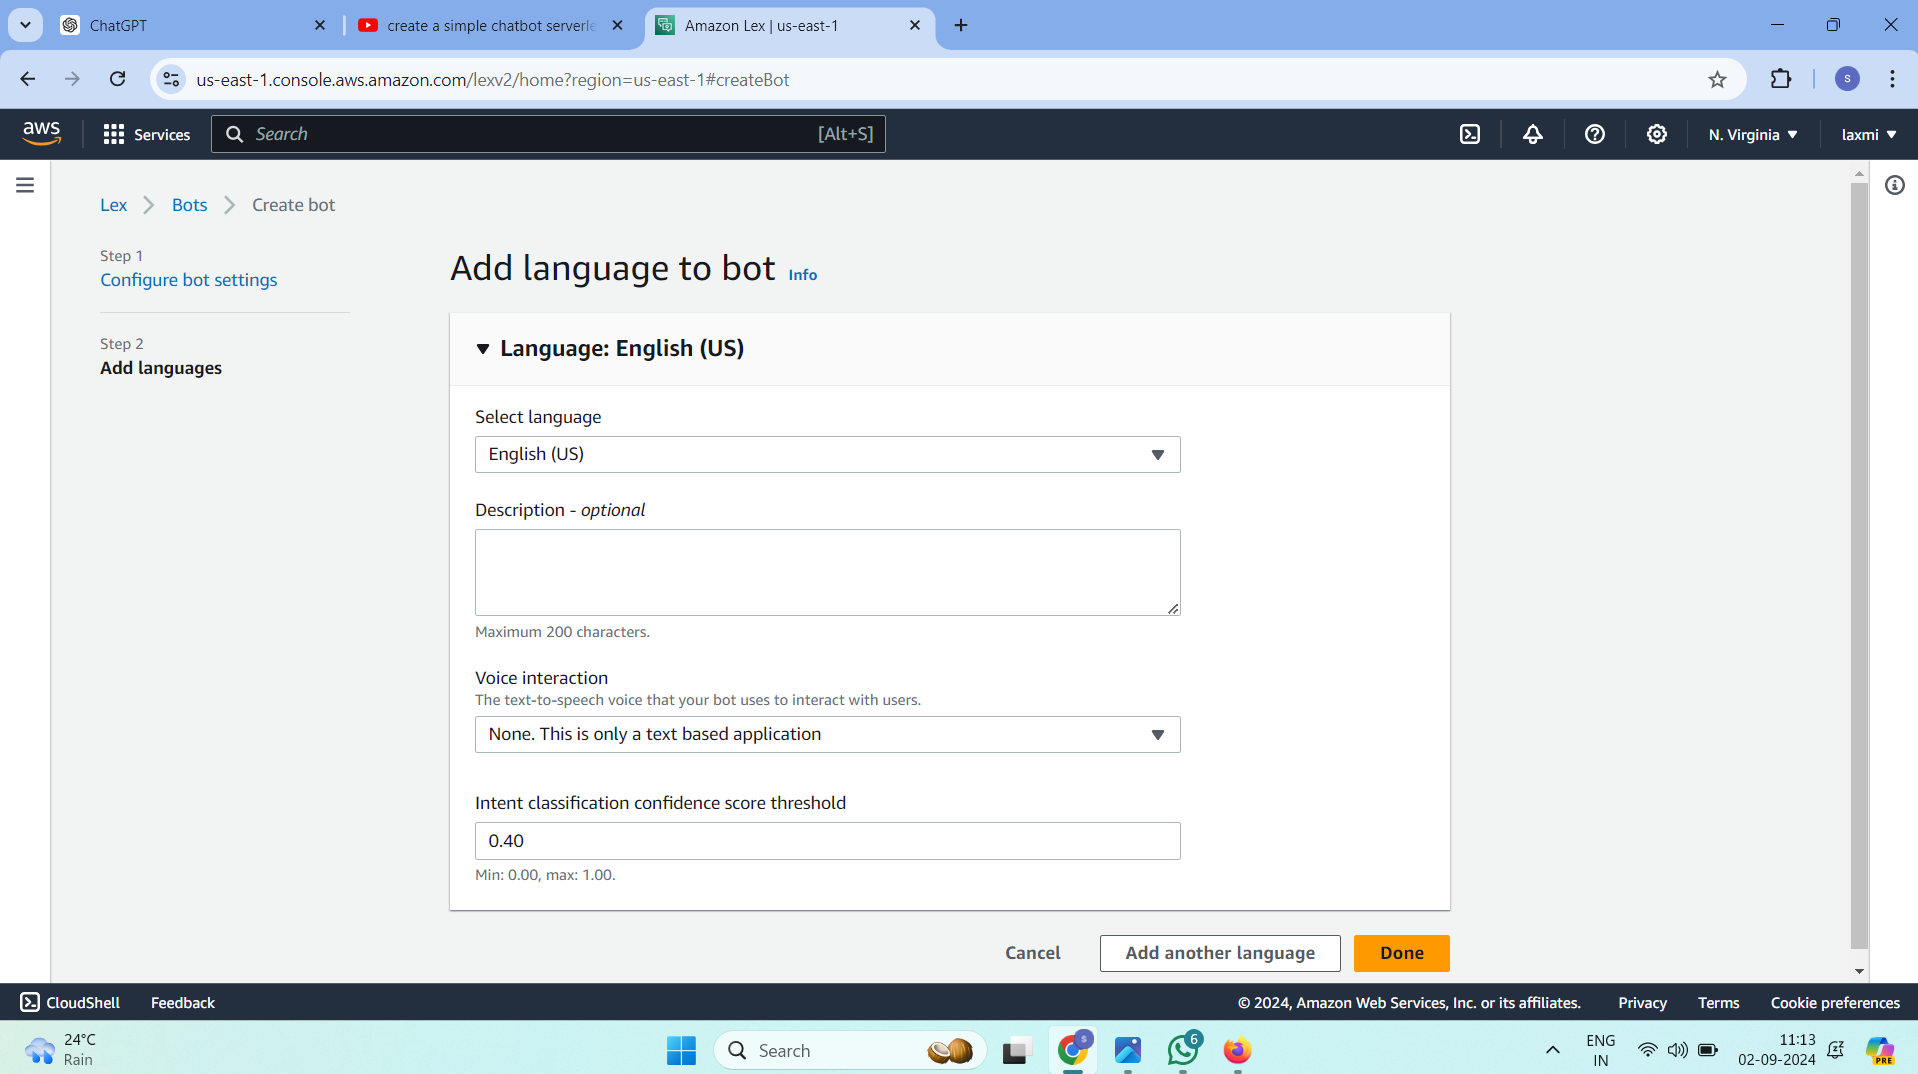 ChatGPT
create a simple chatbot serverle
Amazon Lex | us-east-1
us-east-1.console.aws.amazon.com/lexv2/home?region=us-east-1#createBot
S
aws
Services
Search
[Alt+S]
N. Virginia
laxmi
Lex
Bots
Create bot
Step 1
Configure bot settings
Step 2
Add languages
Add language to bot Info
Language: English (US)
Select language
English (US)
Description - optional
Maximum 200 characters.
Voice interaction
The text-to-speech voice that your bot uses to interact with users.
None. This is only a text based application
Intent classification confidence score threshold
0.40
Min: 0.00, max: 1.00.
Cancel
Add another language
Done
CloudShell
Feedback
© 2024, Amazon Web Services, Inc. or its affiliates.
Privacy
Terms
Cookie preferences
24°C
Rain
Search
S
6
ENG
IN
11:13
02-09-2024
PRE